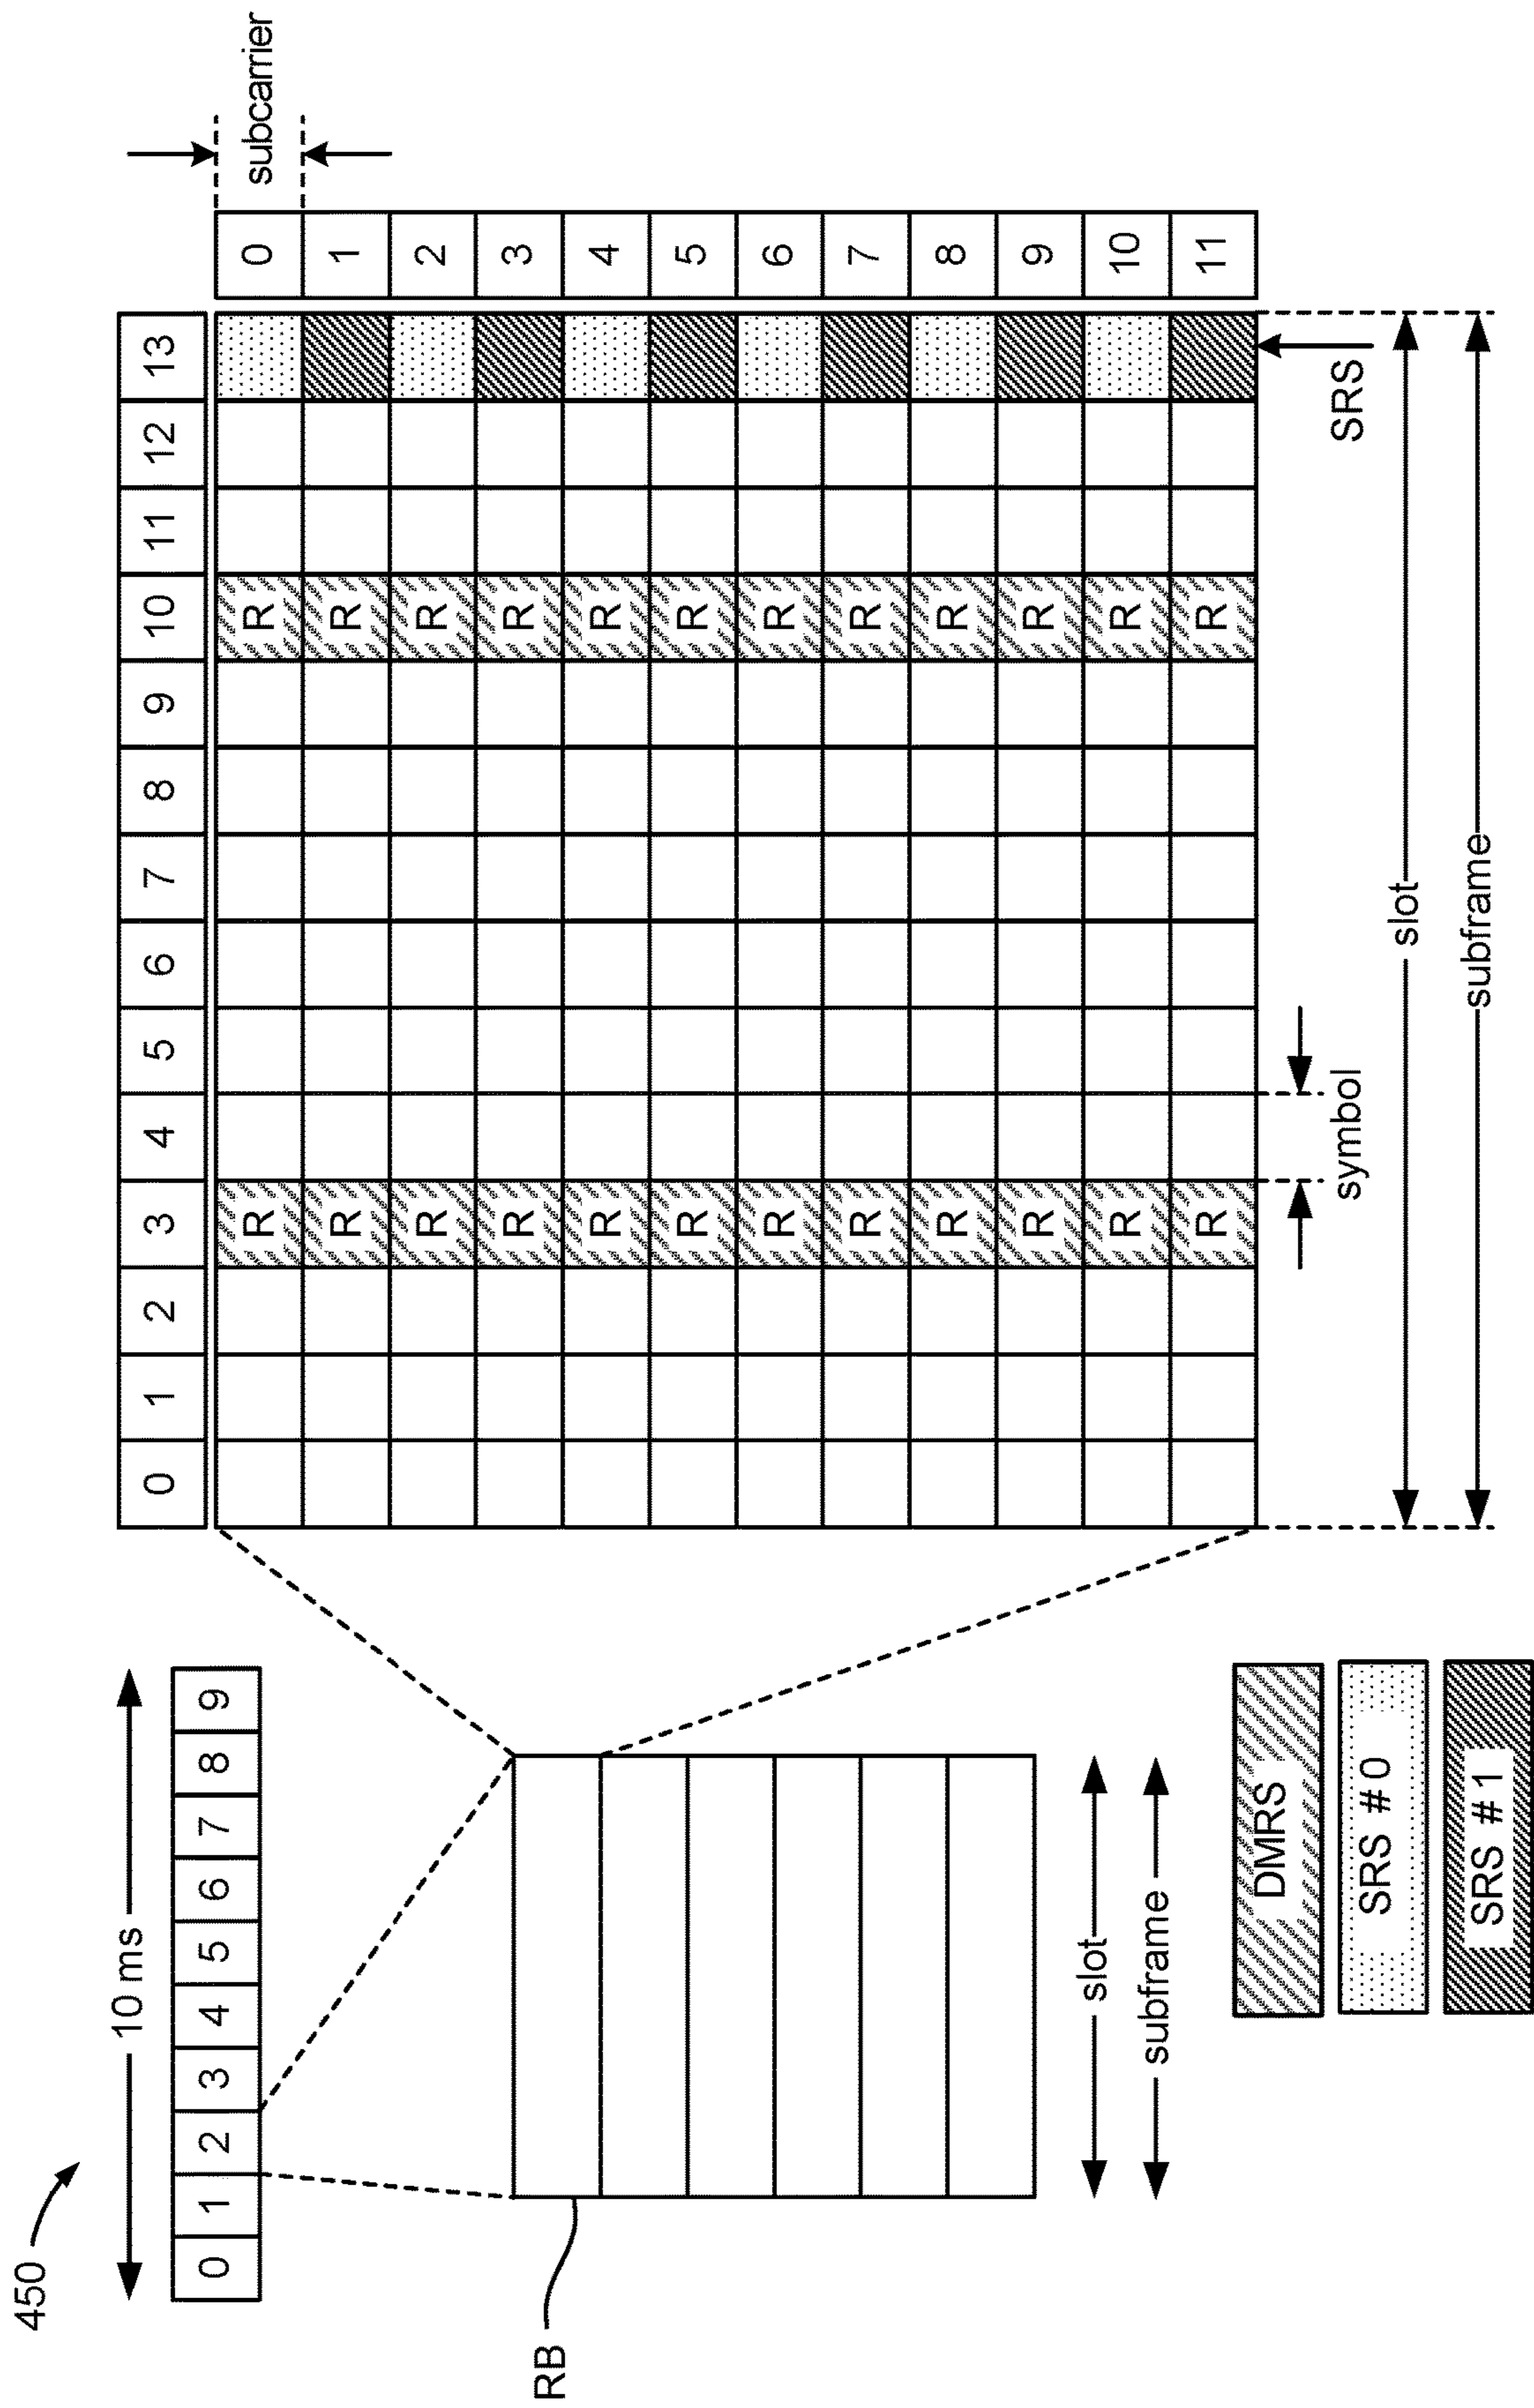 450
10 ms
0 1 2 3 4 5 6 7 8 9
RB
slot
subframe
0 1 2 3 4 5 6 7 8 9 10 11 12 13
subcarrier
R R 0
R R 1
R R 2
R R 3
R R 4
R R 5
R R 6
R R 7
R R 8
R R 9
R R 10
R R 11
symbol
SRS
slot
subframe
DMRS
SRS # 0
SRS # 1